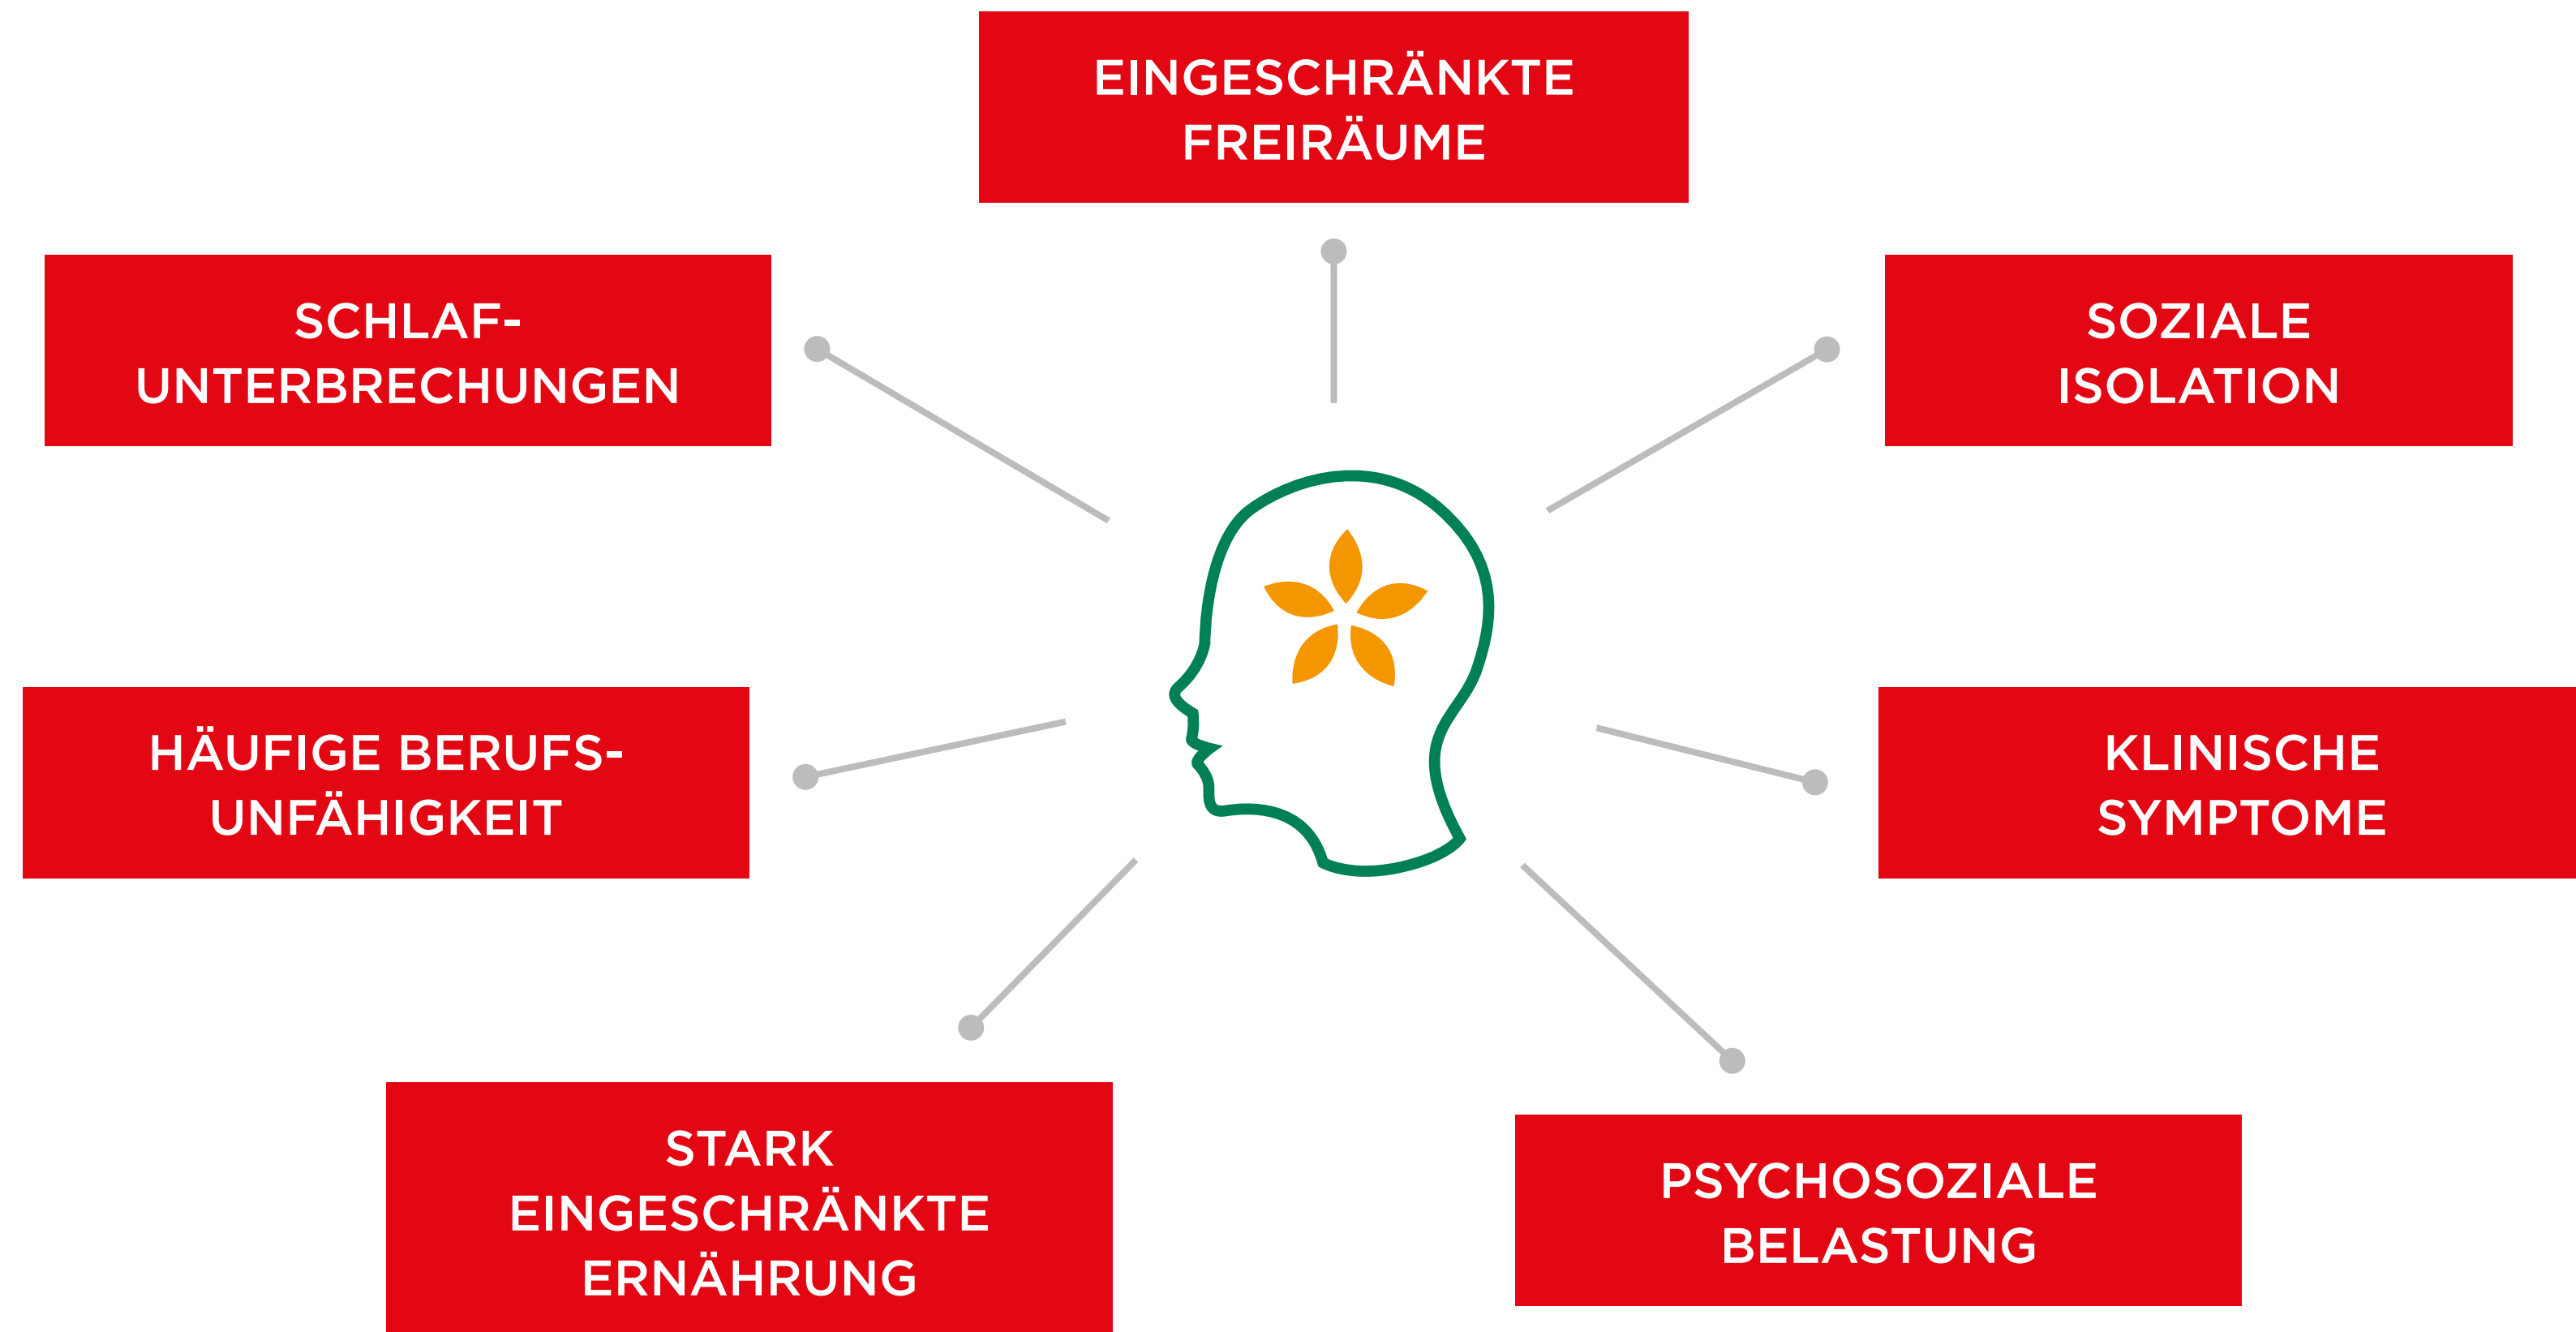 EINGESCHRÄNKTE
FREIRÄUME
SCHLAF-
UNTERBRECHUNGEN
SOZIALE
ISOLATION
HÄUFIGE BERUFS-
UNFÄHIGKEIT
KLINISCHE
SYMPTOME
STARK
EINGESCHRÄNKTE
ERNÄHRUNG
PSYCHOSOZIALE
BELASTUNG